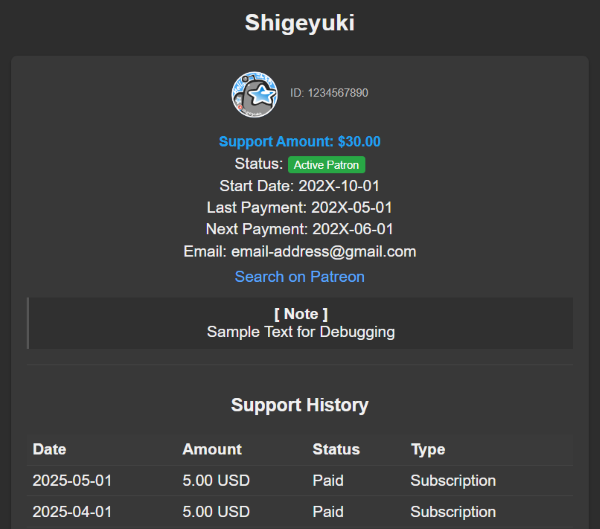 Shigeyuki
ID: 1234567890
Support Amount: $30.00
Status: Active Patron
Start Date: 202X-10-01
Last Payment: 202X-05-01
Next Payment: 202X-06-01
Email: email-address@gmail.com
Search on Patreon
[ Note ]
Sample Text for Debugging
Support History
Date Amount Status Type
2025-05-01 5.00 USD Paid Subscription
2025-04-01 5.00 USD Paid Subscription